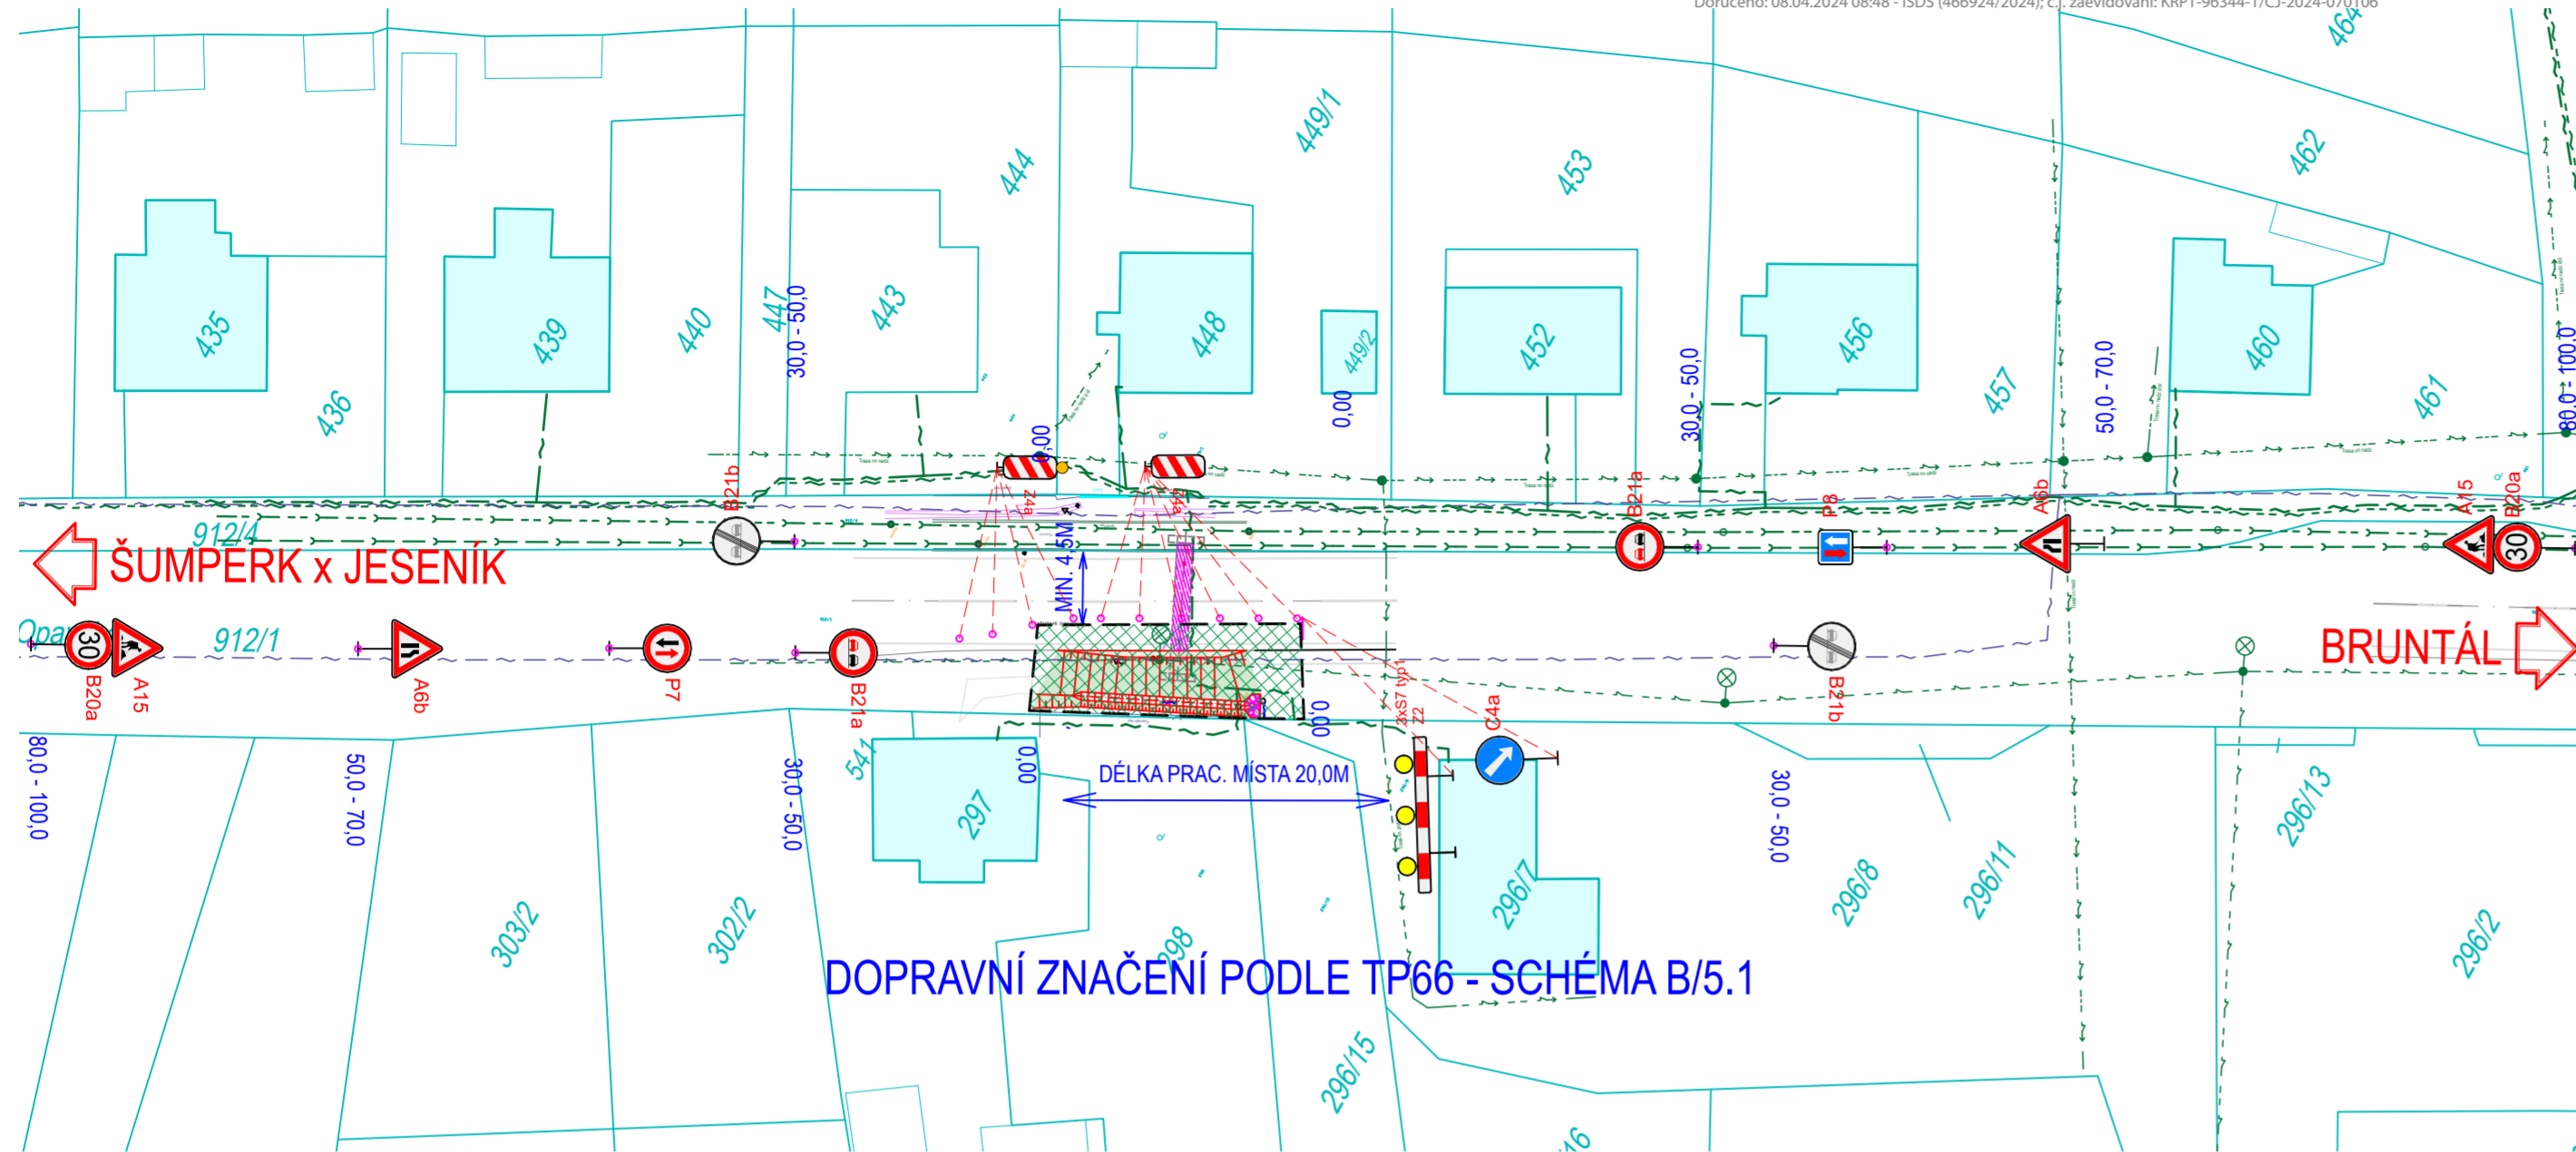 Doručeno: 08.04.2024 08:48 - ISDS (466924/2024); č.j. zaevidování: KRPT-96344-1/ČJ-2024-070106
464
449/1
444
453
462
435
436
439
440
447
30,0 - 50,0
443
448
449/2
0,00
452
30,0 - 50,0
456
457
50,0 - 70,0
460
461
80,0 - 100,0
0,00
B21b
Z4a
B21a
P8
A6b
A15
B20a
30
912/4
ŠUMPERK x JESENÍK
MIN. 4,5M
912/1
30
B20a
A15
A6b
P7
B21a
BRUNTÁL
B21b
3xS7 typ1
Z2
C4a
80,0 - 100,0
50,0 - 70,0
30,0 - 50,0
541
297
0,00
0,00
DÉLKA PRAC. MÍSTA 20,0M
30,0 - 50,0
296/13
303/2
302/2
298
296/7
296/8
296/11
296/2
DOPRAVNÍ ZNAČENÍ PODLE TP66 - SCHÉMA B/5.1
296/15